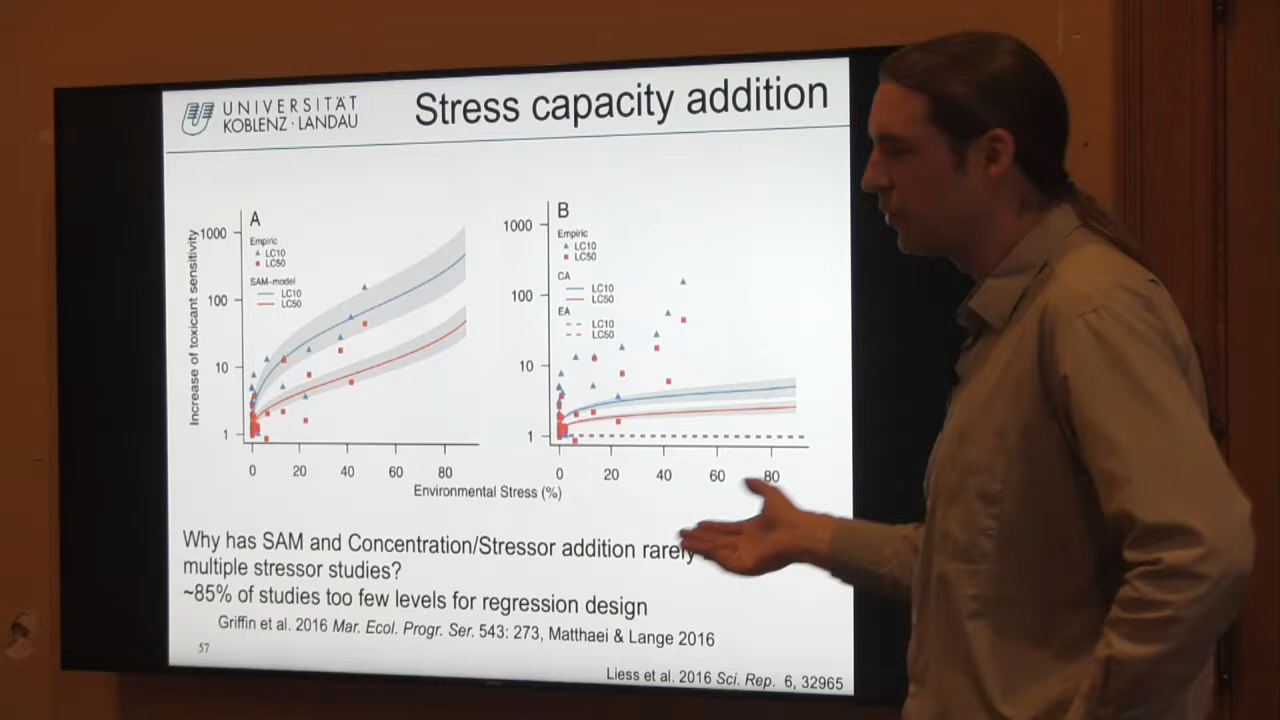 UNIVERSITÄT
KOBLENZ · LANDAU
Stress capacity addition
A
Empiric
LC10
LC50
SAM-model
LC10
LC50
Increase of toxicant sensitivity
1000
100
10
1
0 20 40 60 80
B
Empiric
LC10
LC50
CA
LC10
LC50
EA
LC10
LC50
1000
100
10
1
0 20 40 60 80
Environmental Stress (%)
Why has SAM and Concentration/Stressor addition rarely
multiple stressor studies?
~85% of studies too few levels for regression design
Griffin et al. 2016 Mar. Ecol. Progr. Ser. 543: 273, Matthaei & Lange 2016
57
Liess et al. 2016 Sci. Rep. 6, 32965